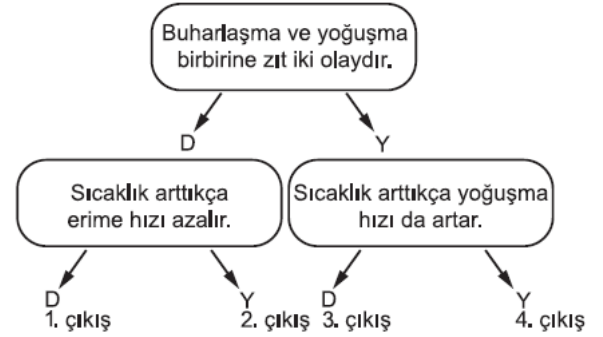 Buharlaşma ve yoğuşma
birbirine zıt iki olaydır.
D
Y
Sıcaklık arttıkça
erime hızı azalır.
Sıcaklık arttıkça yoğuşma
hızı da artar.
D
Y
D
Y
1. çıkış
2. çıkış
3. çıkış
4. çıkış